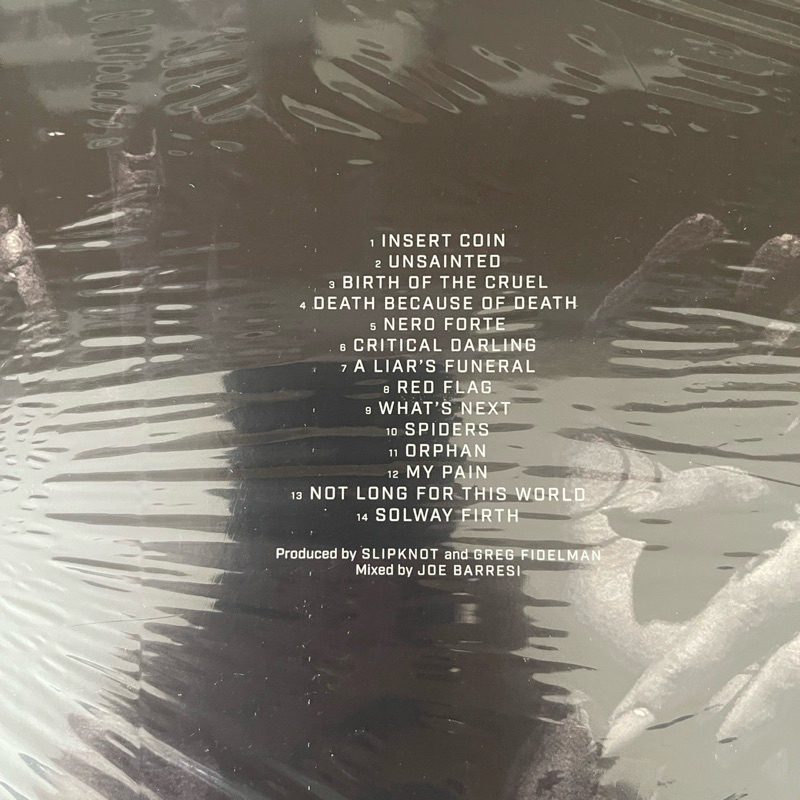 1 INSERT COIN
2 UNSAINTED
3 BIRTH OF THE CRUEL
4 DEATH BECAUSE OF DEATH
5 NERO FORTE
6 CRITICAL DARLING
7 A LIAR'S FUNERAL
8 RED FLAG
9 WHAT'S NEXT
10 SPIDERS
11 ORPHAN
12 MY PAIN
13 NOT LONG FOR THIS WORLD
14 SOLWAY FIRTH
Produced by SLIPKNOT and GREG FIDELMAN
Mixed by JOE BARRESI